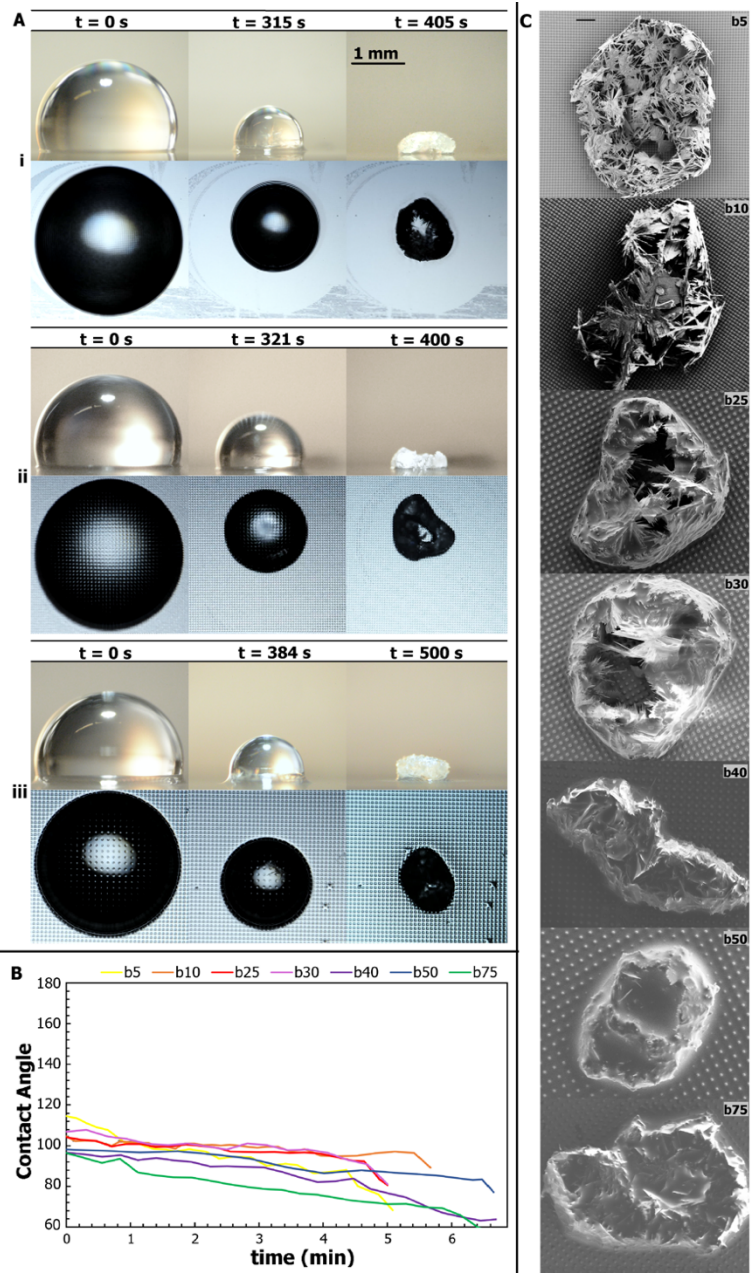 A
t = 0 s t = 315 s t = 405 s
1 mm
i
t = 0 s t = 321 s t = 400 s
ii
t = 0 s t = 384 s t = 500 s
iii
B
b5 b10 b25 b30 b40 b50 b75
180
160
140
120
100
80
60
Contact Angle
0 1 2 3 4 5 6
time (min)
C
b5
b10
b25
b30
b40
b50
b75